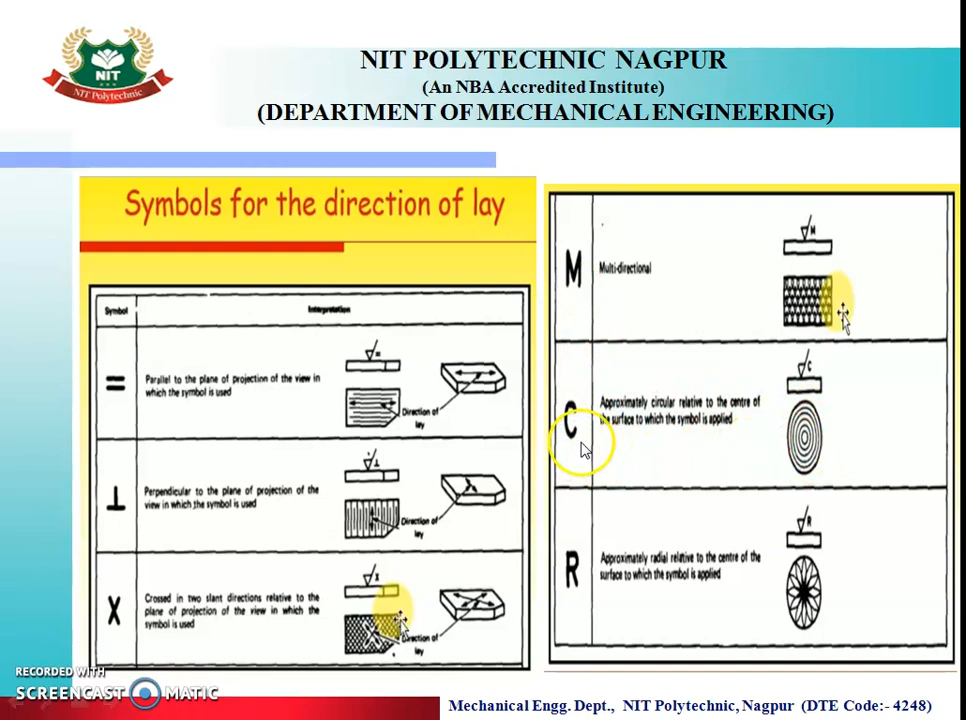 NIT POLYTECHNIC NAGPUR
(An NBA Accredited Institute)
(DEPARTMENT OF MECHANICAL ENGINEERING)
NIT
NIT Polytechnic
Symbols for the direction of lay
Symbol
Interpretation
=
Parallel to the plane of projection of the view in
which the symbol is used
=
Direction of
lay
⊥
Perpendicular to the plane of projection of the
view in which the symbol is used
⊥
Direction of
lay
X
Crossed in two slant directions relative to the
plane of projection of the view in which the
symbol is used
X
Direction of
lay
M
Multi-directional
M
C
Approximately circular relative to the centre of
the surface to which the symbol is applied
C
R
Approximately radial relative to the centre of the
surface to which the symbol is applied
R
RECORDED WITH
SCREENCAST MATIC
Mechanical Engg. Dept., NIT Polytechnic, Nagpur (DTE Code:- 4248)